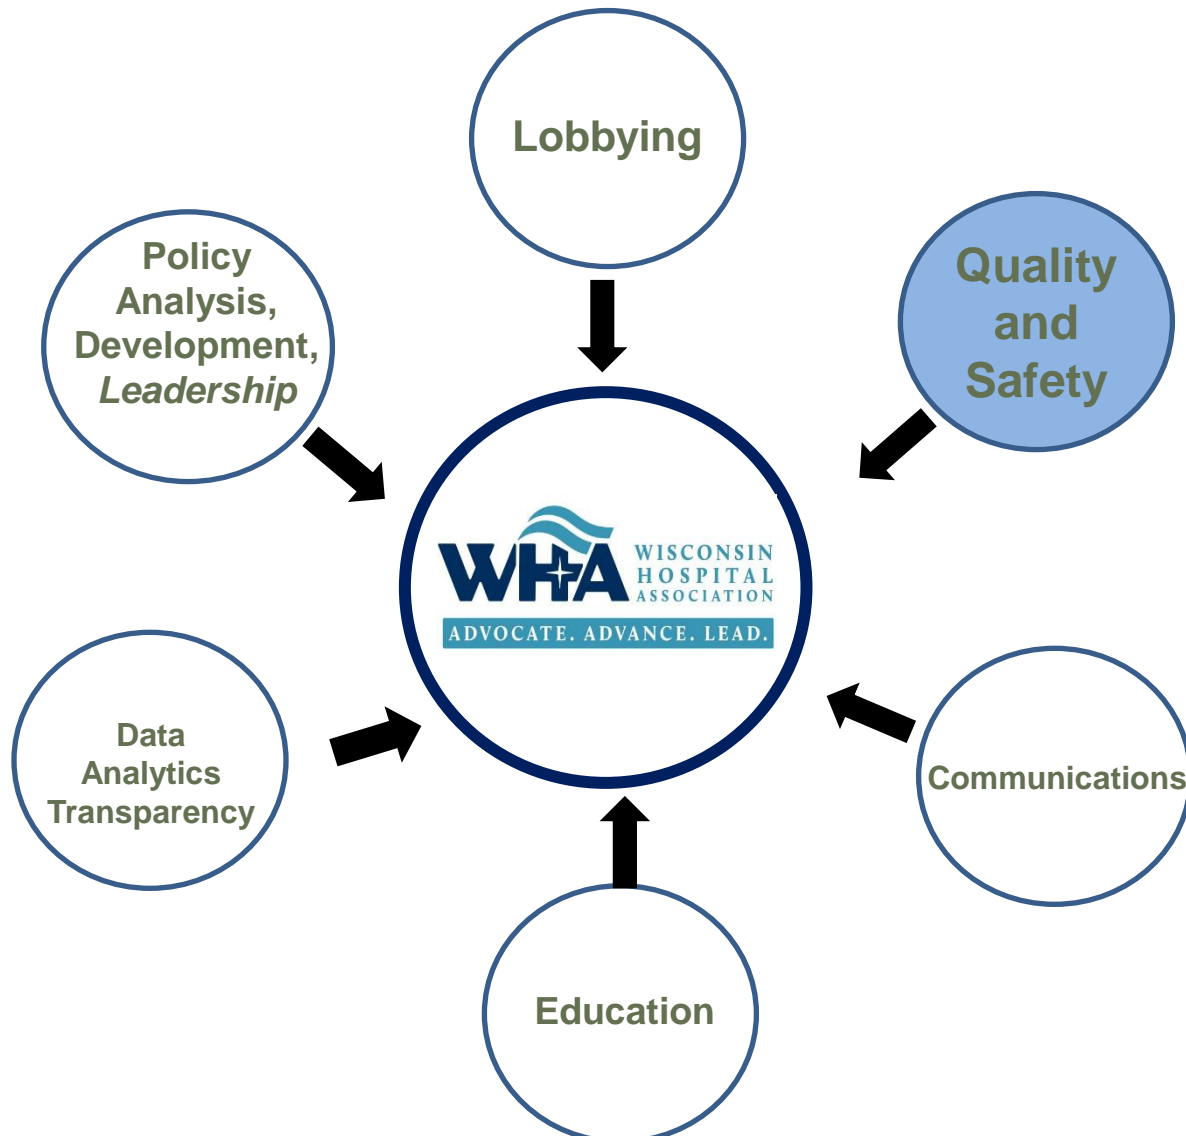 Lobbying
Policy
Analysis,
Development,
Leadership
Quality
and
Safety
WHA
WISCONSIN
HOSPITAL
ASSOCIATION
ADVOCATE. ADVANCE. LEAD.
Data
Analytics
Transparency
Communications
Education